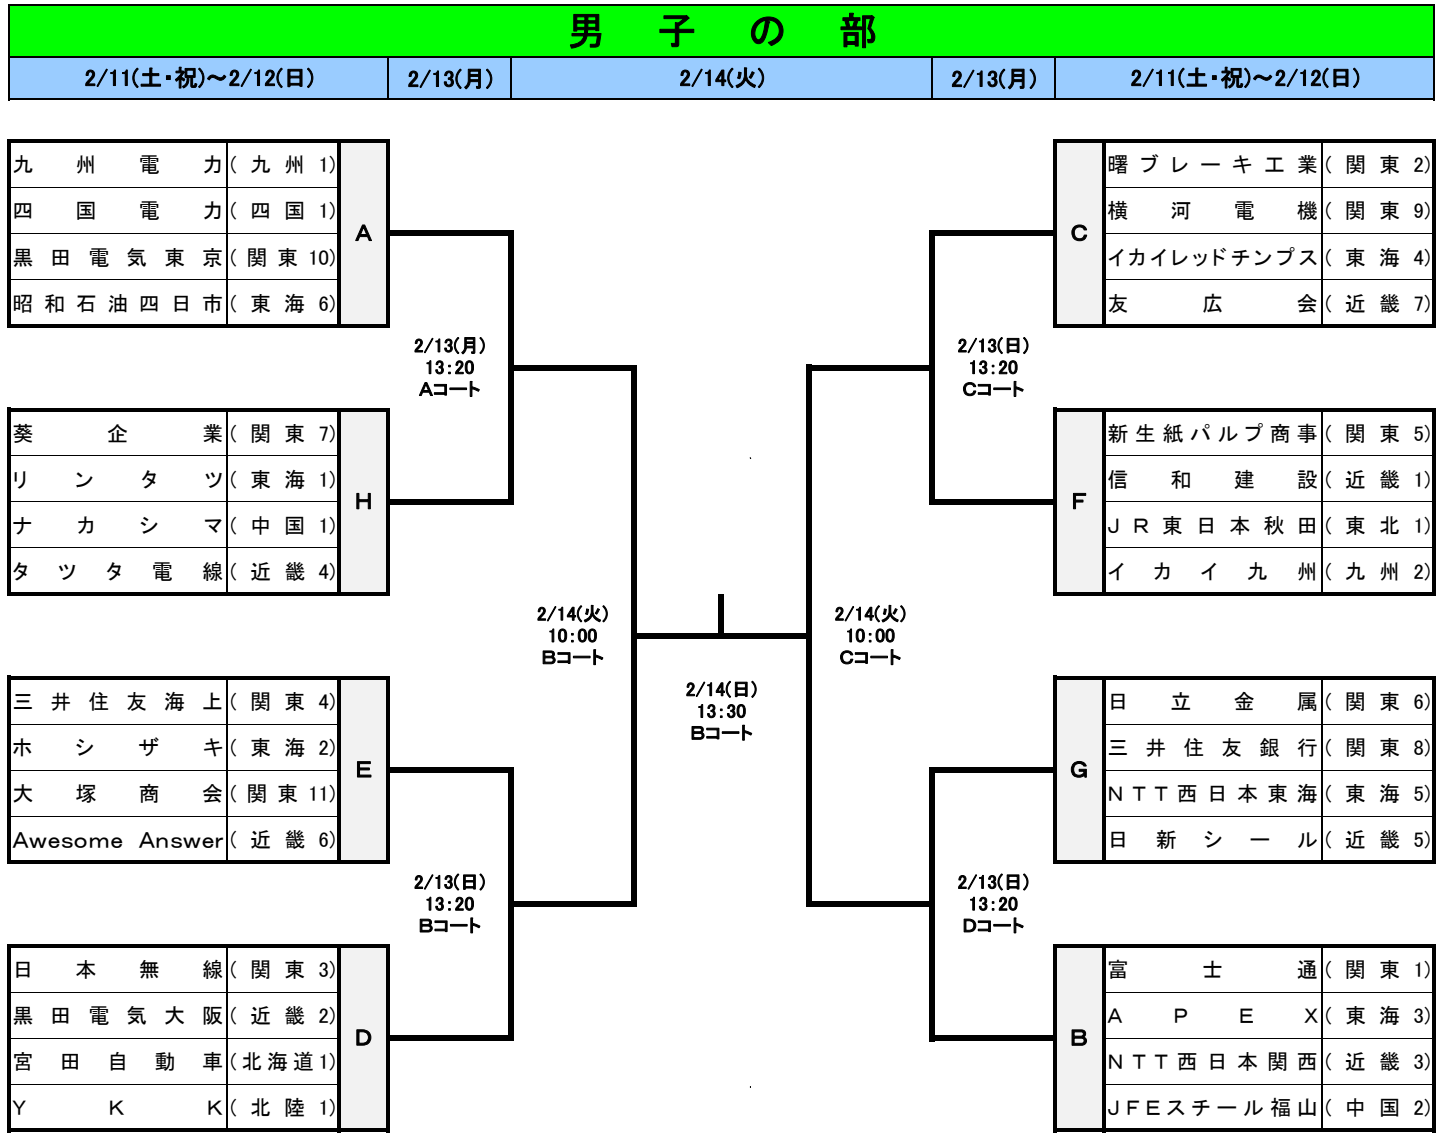 男子の部
2/11(土・祝)～2/12(日) 2/13(月) 2/14(火) 2/13(月) 2/11(土・祝)～2/12(日)
A
九州電力(九州1)
四国電力(四国1)
黒田電気東京(関東10)
昭和石油四日市(東海6)
2/13(月)
13:20
Aコート
H
葵企業(関東7)
リンタツ(東海1)
ナカシマ(中国1)
タツタ電線(近畿4)
2/14(火)
10:00
Bコート
E
三井住友海上(関東4)
ホシザキ(東海2)
大塚商会(関東11)
Awesome Answer(近畿6)
2/13(日)
13:20
Bコート
D
日本無線(関東3)
黒田電気大阪(近畿2)
宮田自動車(北海道1)
YKK(北陸1)
2/14(日)
13:30
Bコート
C
曙ブレーキ工業(関東2)
横河電機(関東9)
イカイレッドチンプス(東海4)
友広会(近畿7)
2/13(日)
13:20
Cコート
F
新生紙パルプ商事(関東5)
信和建設(近畿1)
JR東日本秋田(東北1)
イカイ九州(九州2)
2/14(火)
10:00
Cコート
G
日立金属(関東6)
三井住友銀行(関東8)
NTT西日本東海(東海5)
日新シール(近畿5)
2/13(日)
13:20
Dコート
B
富士通(関東1)
APEX(東海3)
NTT西日本関西(近畿3)
JFEスチール福山(中国2)